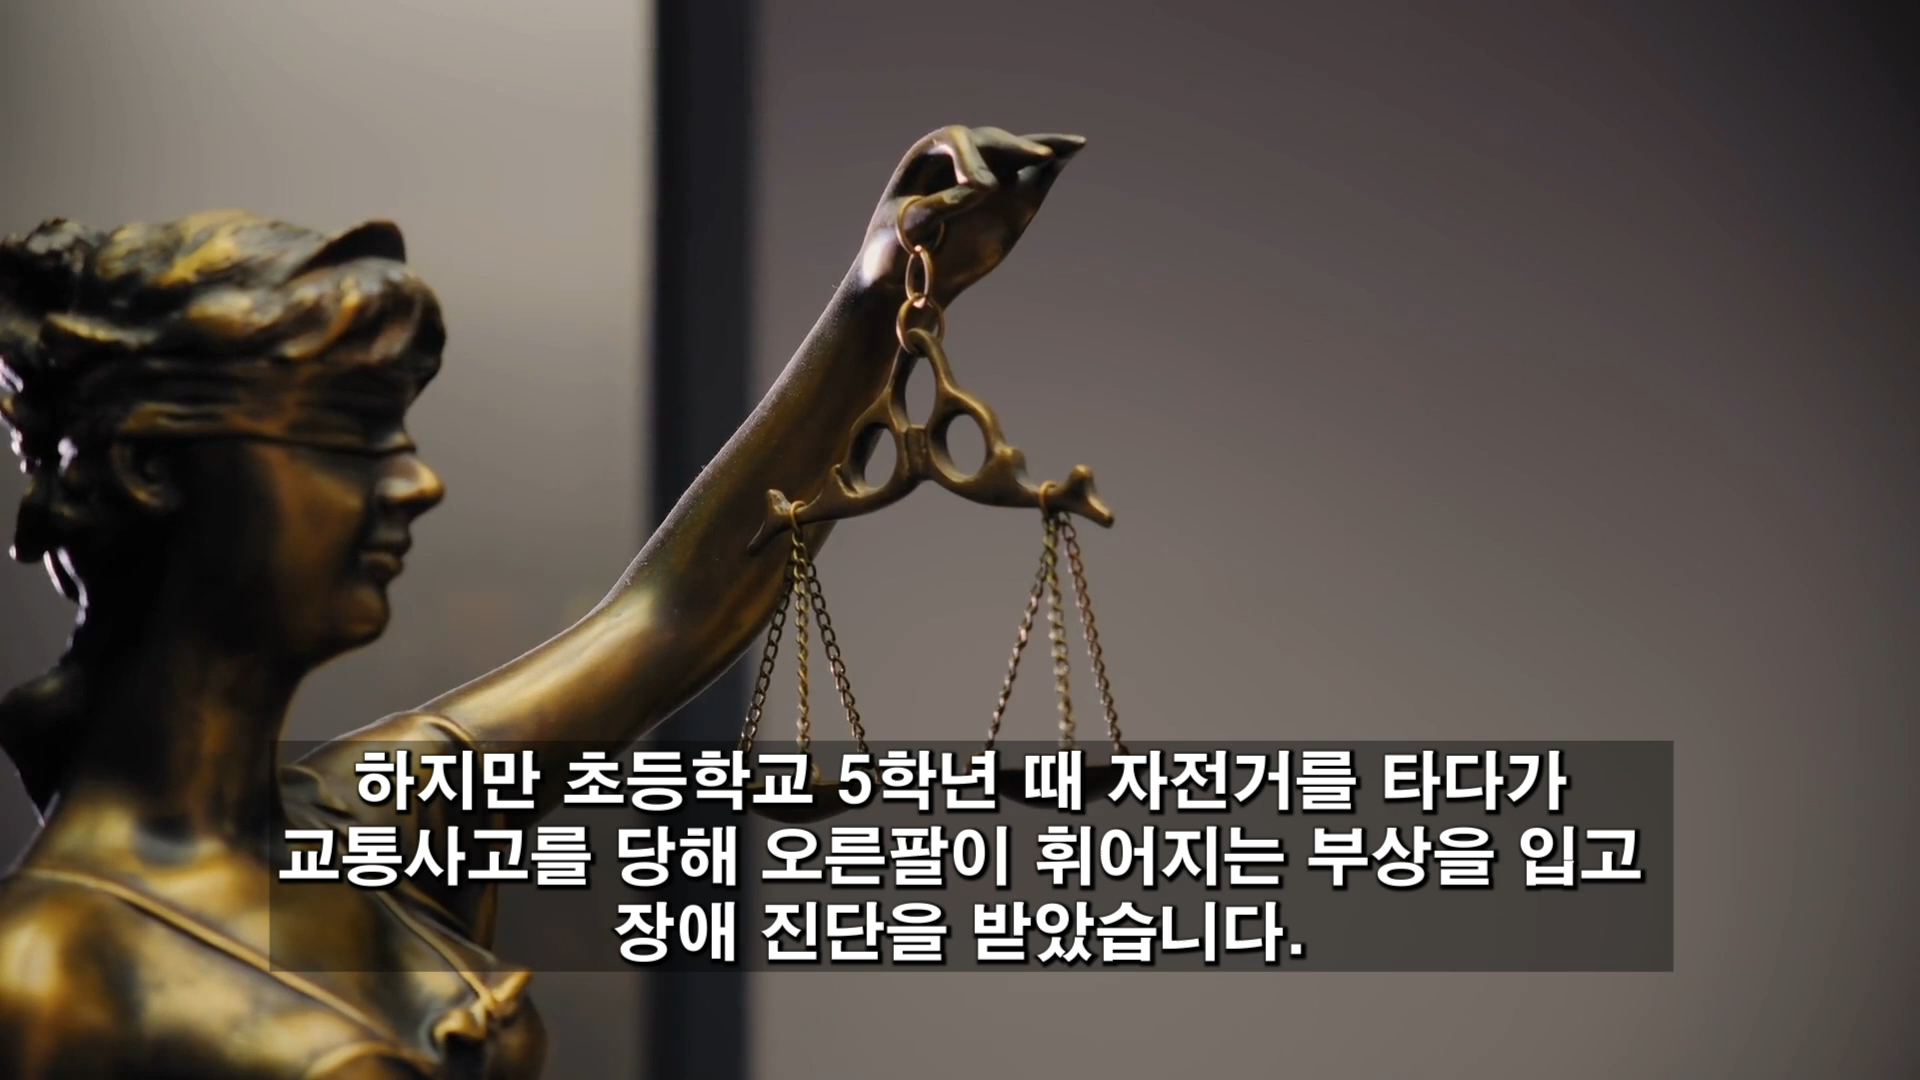 하지만 초등학교 5학년 때 자전거를 타다가
교통사고를 당해 오른팔이 휘어지는 부상을 입고
장애 진단을 받았습니다.